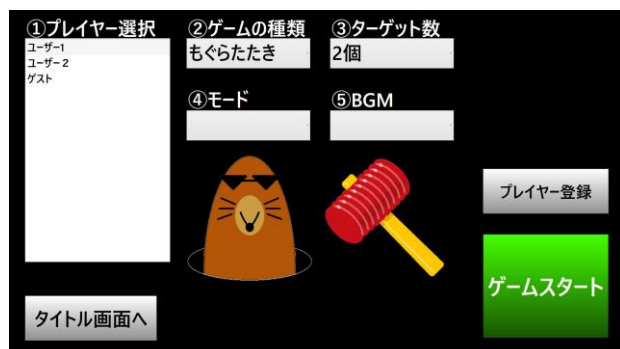 ①プレイヤー選択
ユーザー1
ユーザー２
ゲスト
②ゲームの種類
もぐらたたき
③ターゲット数
2個
④モード
⑤BGM
プレイヤー登録
ゲームスタート
タイトル画面へ